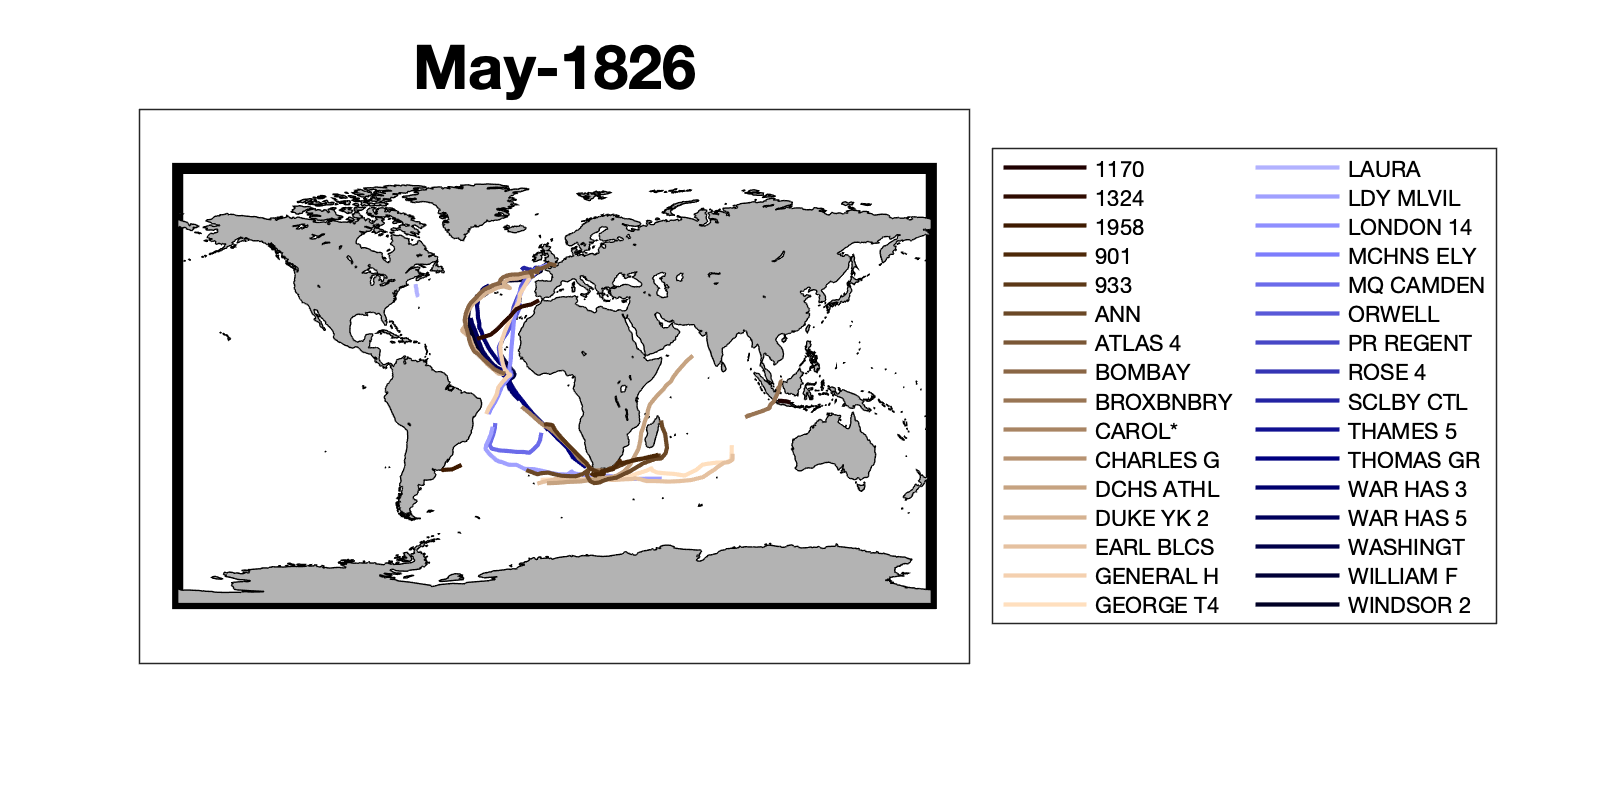 May-1826
1170
1324
1958
901
933
ANN
ATLAS 4
BOMBAY
BROXBNBRY
CAROL*
CHARLES G
DCHS ATHL
DUKE YK 2
EARL BLCS
GENERAL H
GEORGE T4
LAURA
LDY MLVIL
LONDON 14
MCHNS ELY
MQ CAMDEN
ORWELL
PR REGENT
ROSE 4
SCLBY CTL
THAMES 5
THOMAS GR
WAR HAS 3
WAR HAS 5
WASHINGT
WILLIAM F
WINDSOR 2